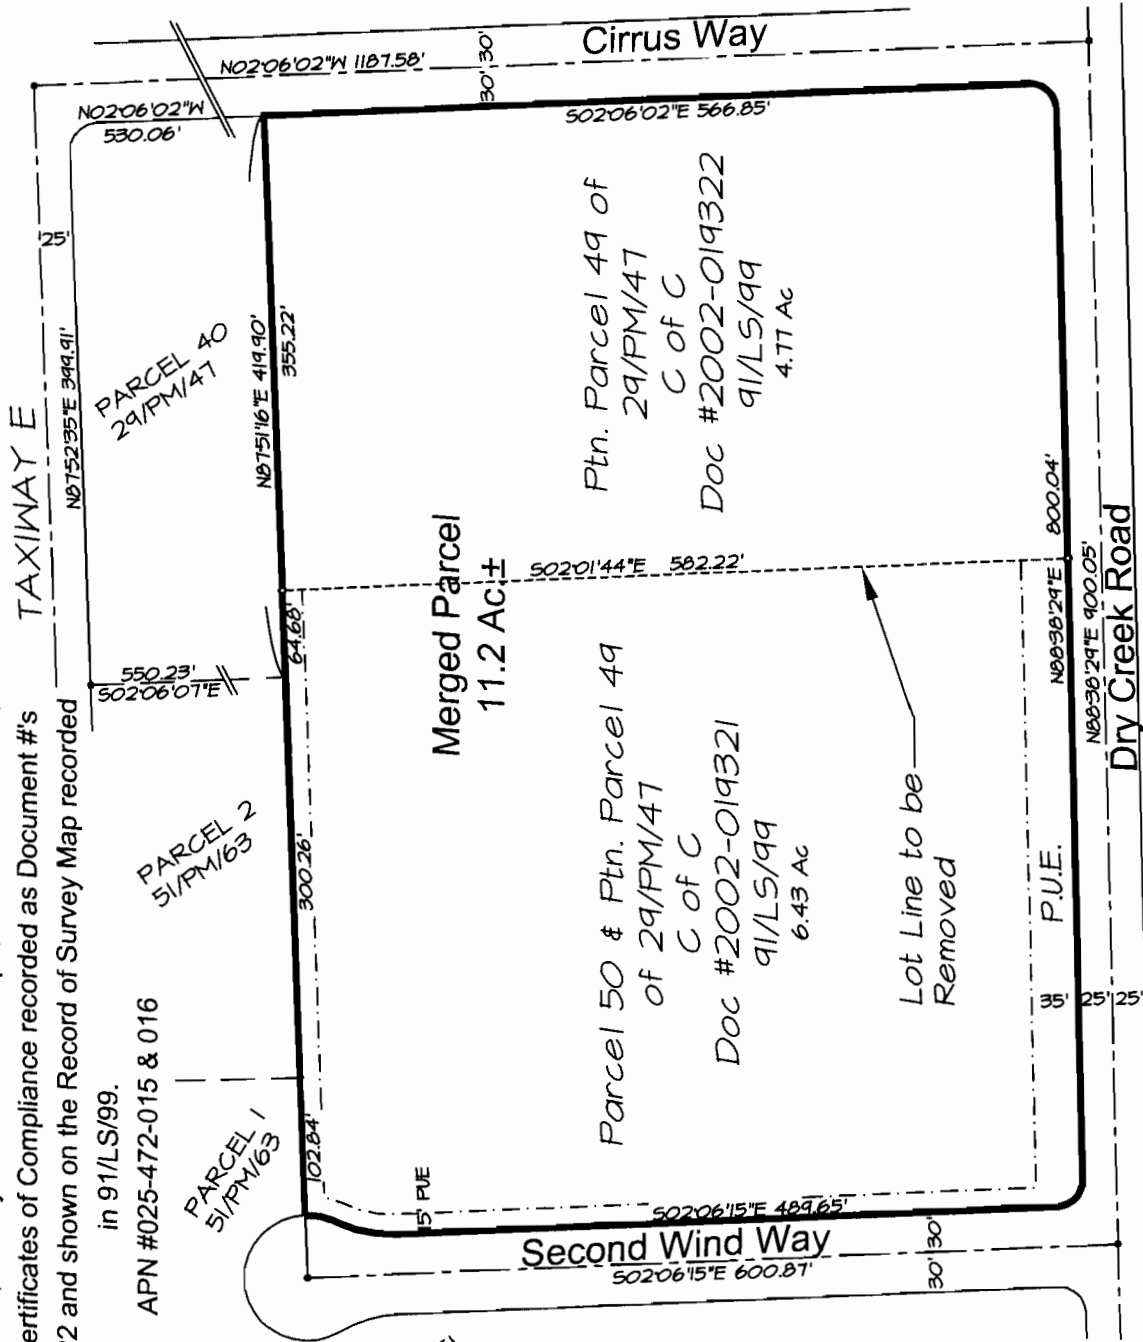 ertificates of Compliance recorded as Document #'s
22 and shown on the Record of Survey Map recorded
in 91/LS/99.
APN #025-472-015 & 016
TAXIWAY E
Cirrus Way
N02°06'02"W 1187.58'
30' 30'
N02°06'02"W
530.06'
S02°06'02"E 566.85'
25'
N87°52'35"E 399.91'
PARCEL 40
29/PM/47
N87°51'16"E 419.90'
355.22'
Ptn. Parcel 49 of
29/PM/47
C of C
Doc #2002-019322
91/LS/99
4.77 Ac
550.23'
S02°06'07"E
64.68'
Merged Parcel
11.2 Ac.±
S02°01'44"E 582.22'
PARCEL 2
51/PM/63
300.26'
Parcel 50 & Ptn. Parcel 49
of 29/PM/47
C of C
Doc #2002-019321
91/LS/99
6.43 Ac
Lot Line to be
Removed
PARCEL 1
51/PM/63
102.84'
15' PUE
P.U.E.
35' 25' 25'
N88°38'29"E 800.04'
N88°38'29"E 900.05'
Dry Creek Road
S02°06'15"E 489.65'
Second Wind Way
S02°06'15"E 600.87'
30' 30'